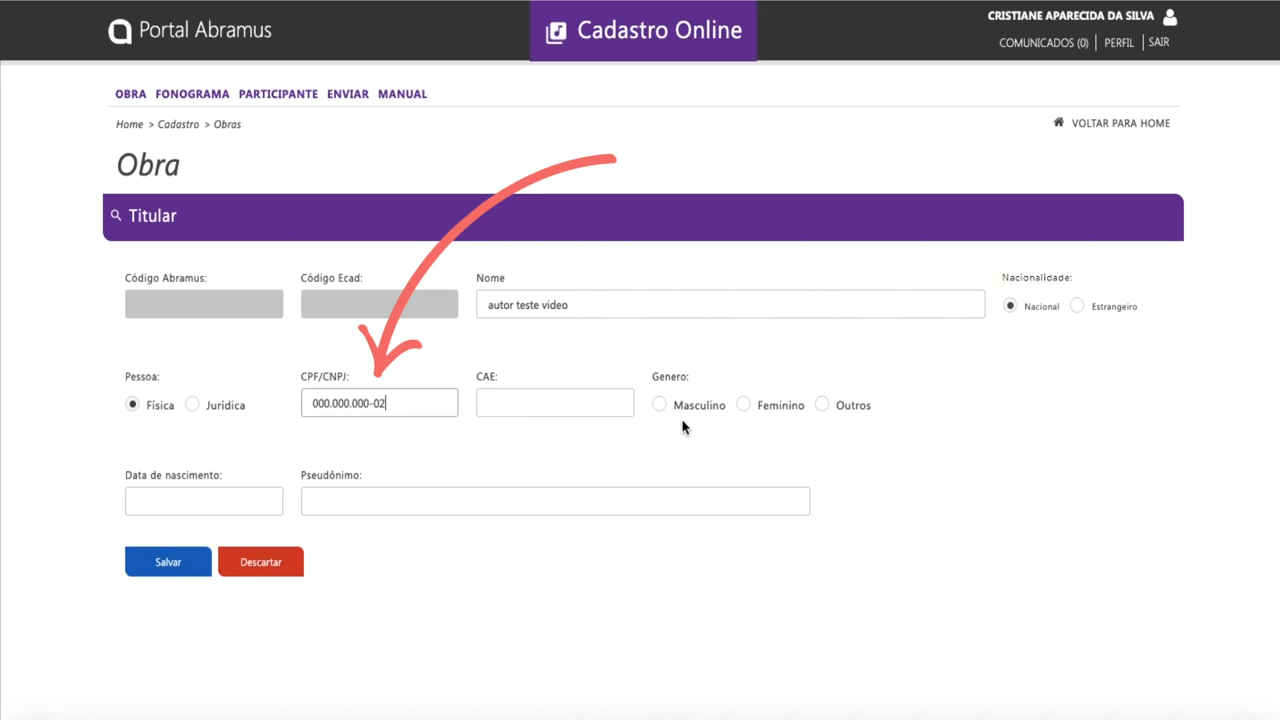 Portal Abramus
Cadastro Online
CRISTIANE APARECIDA DA SILVA
COMUNICADOS (0) PERFIL SAIR
OBRA FONOGRAMA PARTICIPANTE ENVIAR MANUAL
Home > Cadastro > Obras
VOLTAR PARA HOME
Obra
Titular
Código Abramus: Código Ecad: Nome Nacionalidade:
autor teste video Nacional Estrangeiro
Pessoa: CPF/CNPJ: CAE: Genero:
Física Jurídica 000.000.000-02 Masculino Feminino Outros
Data de nascimento: Pseudônimo:
Salvar Descartar